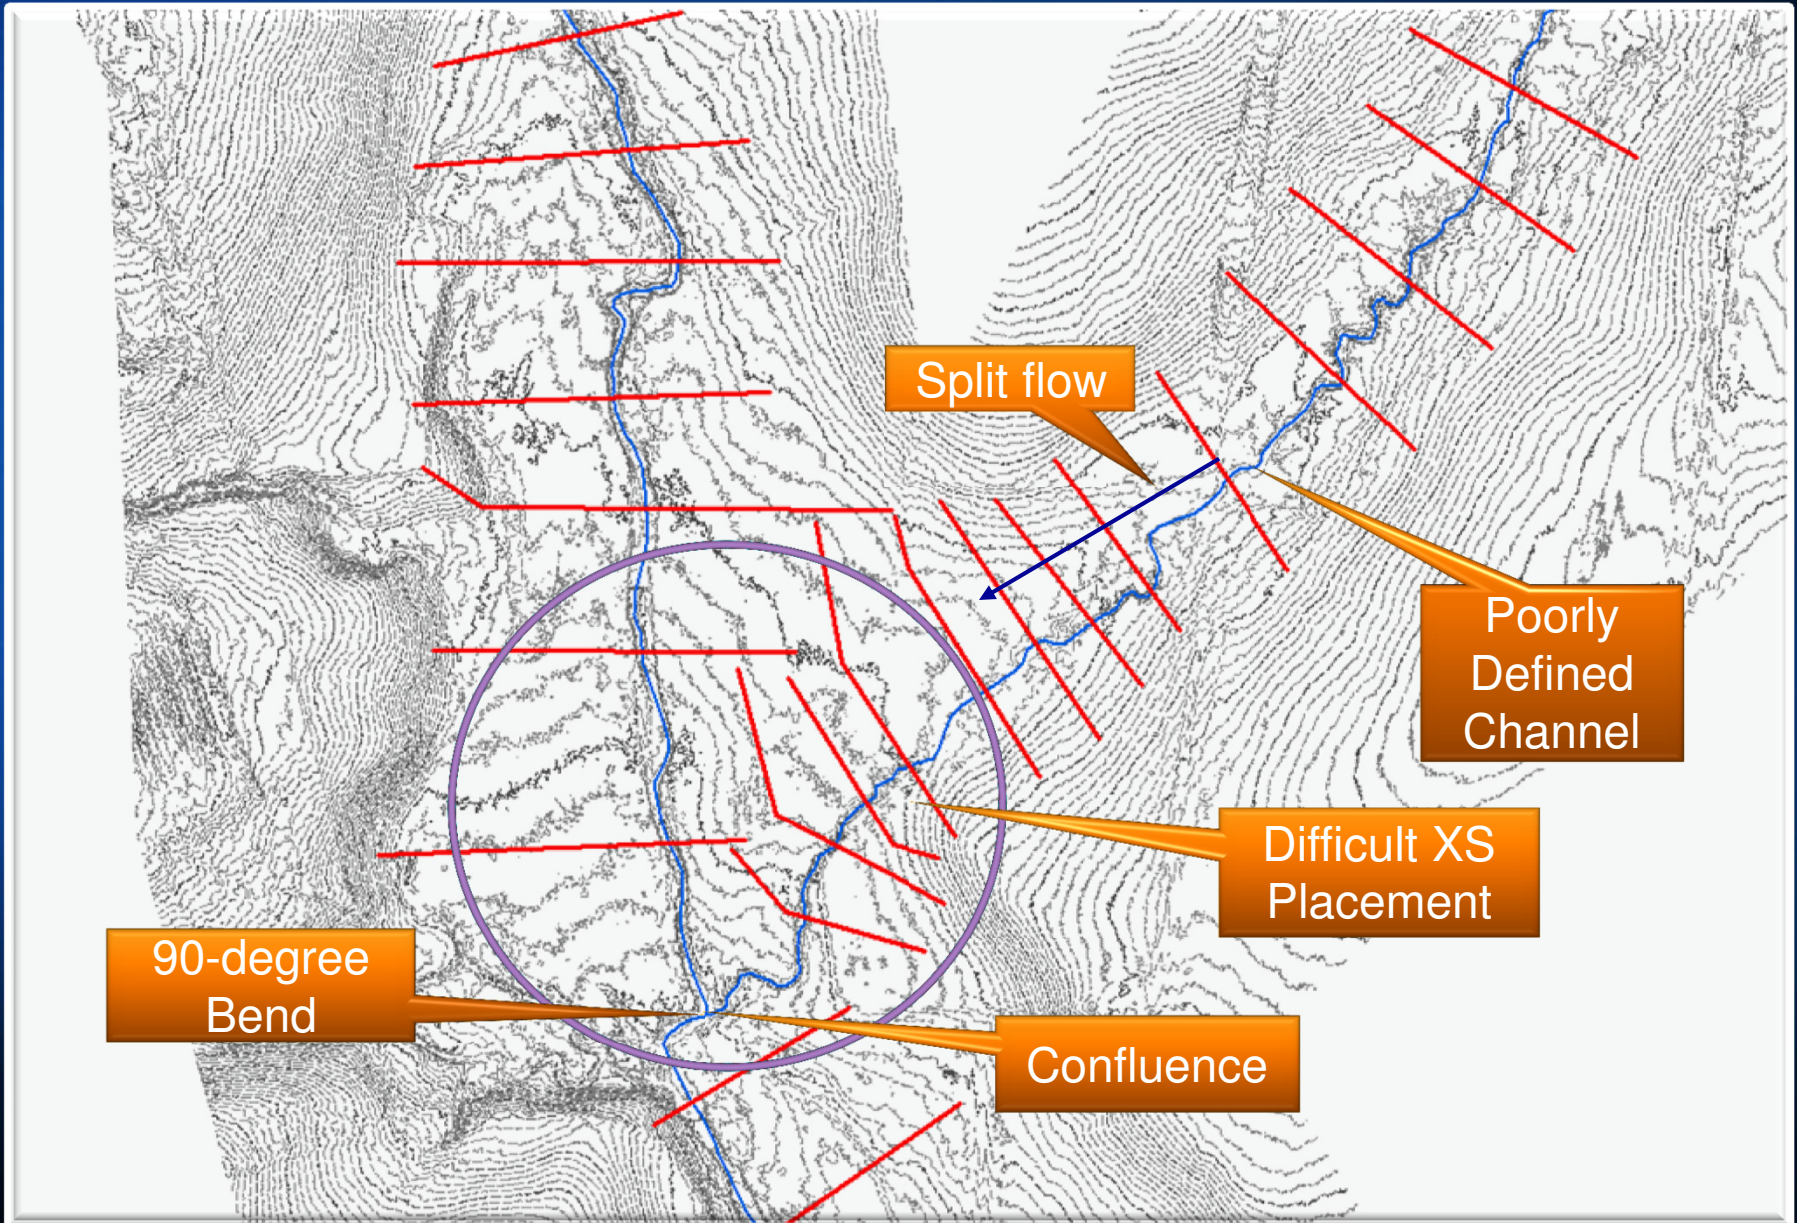 Split flow
Poorly
Defined
Channel
Difficult XS
Placement
90-degree
Bend
Confluence